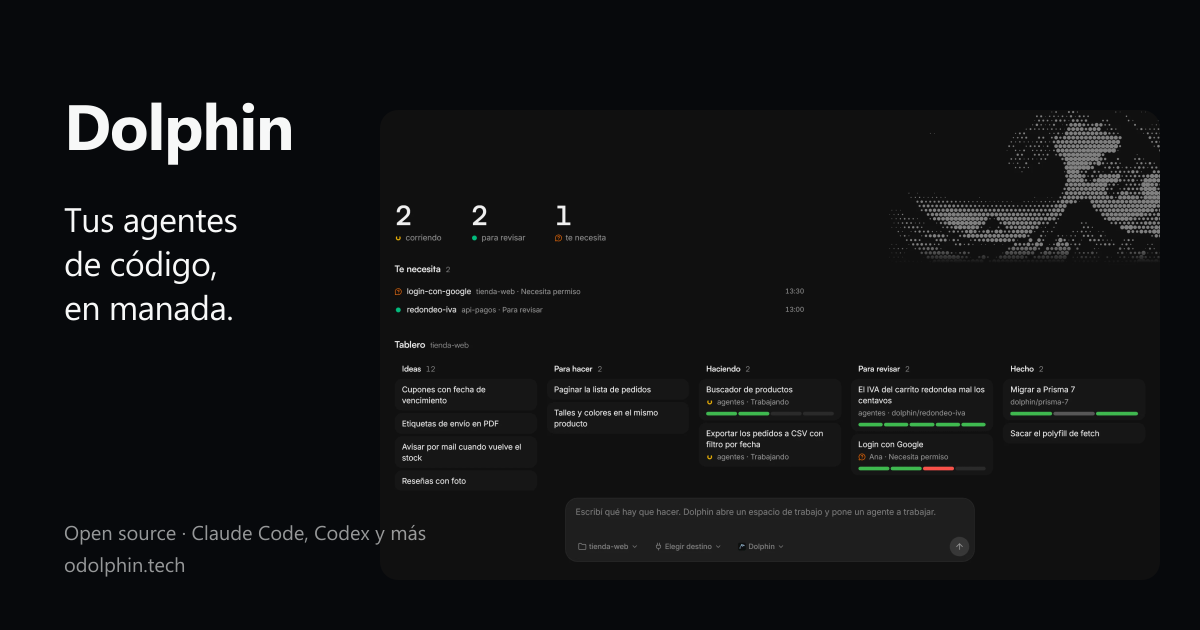 Dolphin
Tus agentes
de código,
en manada.
Open source · Claude Code, Codex y más
odolphin.tech
2
corriendo
2
para revisar
1
te necesita
Te necesita 2
login-con-google tienda-web · Necesita permiso 13:30
redondeo-iva api-pagos · Para revisar 13:00
Tablero tienda-web
Ideas 12
Cupones con fecha de
vencimiento
Etiquetas de envío en PDF
Avisar por mail cuando vuelve el
stock
Reseñas con foto
Para hacer 2
Paginar la lista de pedidos
Talles y colores en el mismo
producto
Haciendo 2
Buscador de productos
agentes · Trabajando
Exportar los pedidos a CSV con
filtro por fecha
agentes · Trabajando
Para revisar 2
El IVA del carrito redondea mal los
centavos
agentes · dolphin/redondeo-iva
Login con Google
Ana · Necesita permiso
Hecho 2
Migrar a Prisma 7
dolphin/prisma-7
Sacar el polyfill de fetch
Escribí qué hay que hacer. Dolphin abre un espacio de trabajo y pone un agente a trabajar.
tienda-web Elegir destino Dolphin